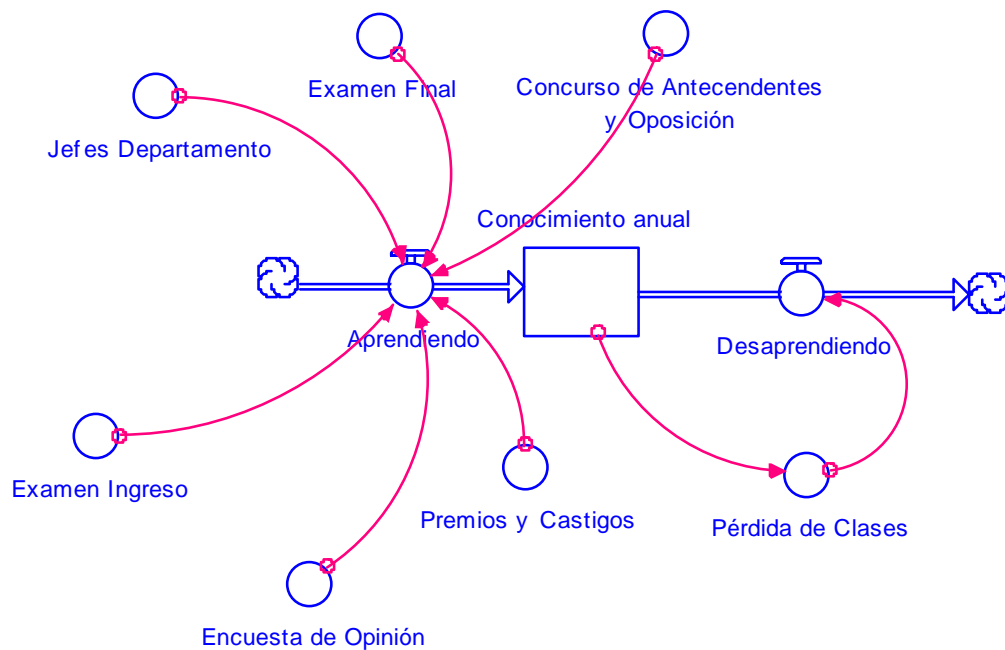 Examen Final
Concurso de Antecendentes
y Oposición
Jefes Departamento
Conocimiento anual
Aprendiendo
Desaprendiendo
Examen Ingreso
Premios y Castigos
Pérdida de Clases
Encuesta de Opinión